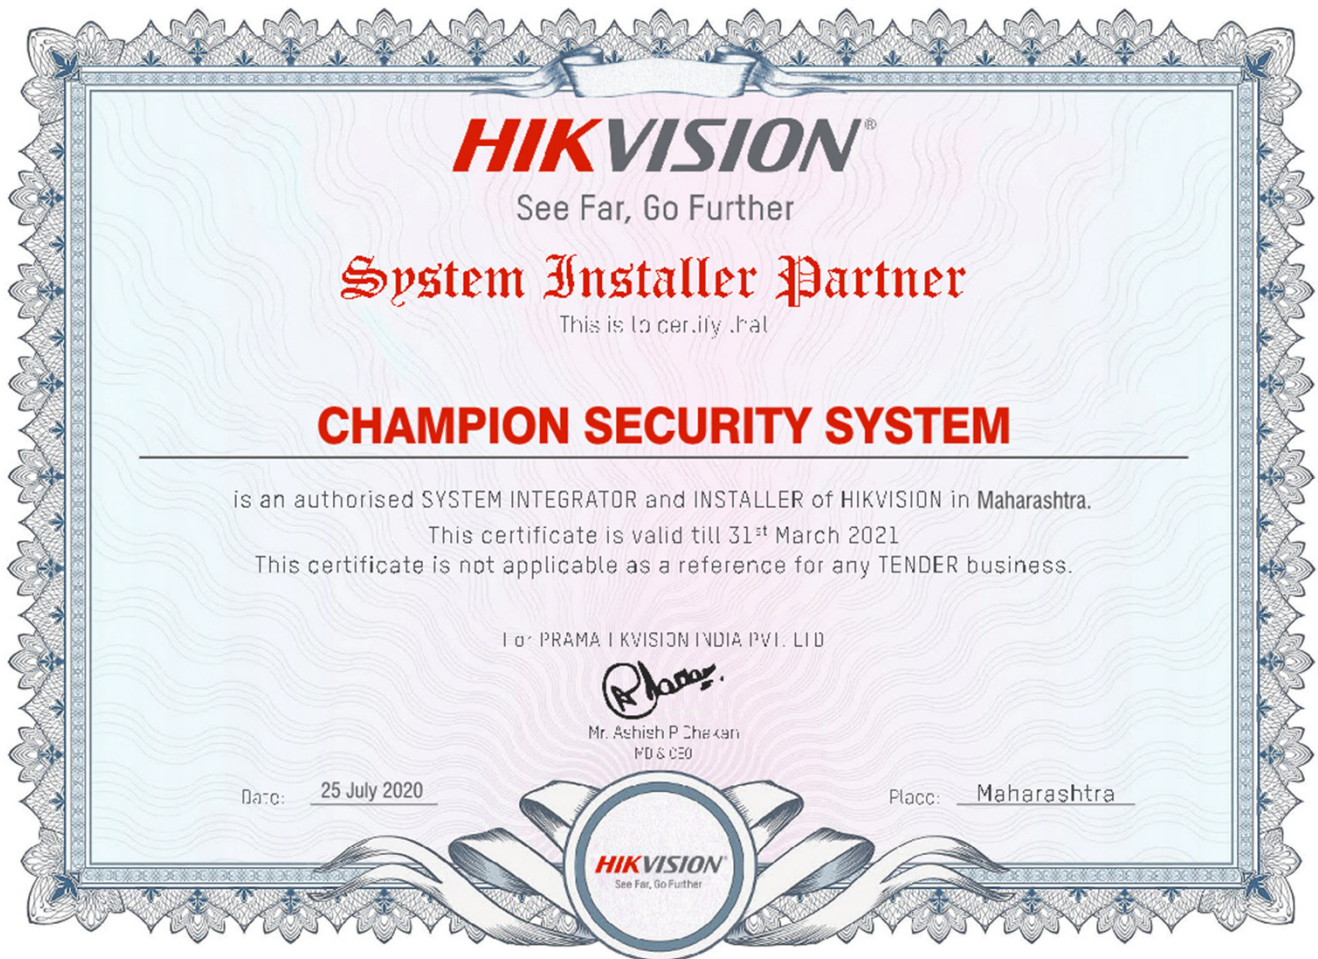 HIKVISION®
See Far, Go Further
System Installer Partner
This is to certify that
CHAMPION SECURITY SYSTEM
is an authorised SYSTEM INTEGRATOR and INSTALLER of HIKVISION in Maharashtra.
This certificate is valid till 31st March 2021
This certificate is not applicable as a reference for any TENDER business.
For PRAMA HIKVISION INDIA PVT. LTD
Mr. Ashish P Dhakan
MD & CEO
Date: 25 July 2020
Place: Maharashtra
HIKVISION
See Far, Go Further